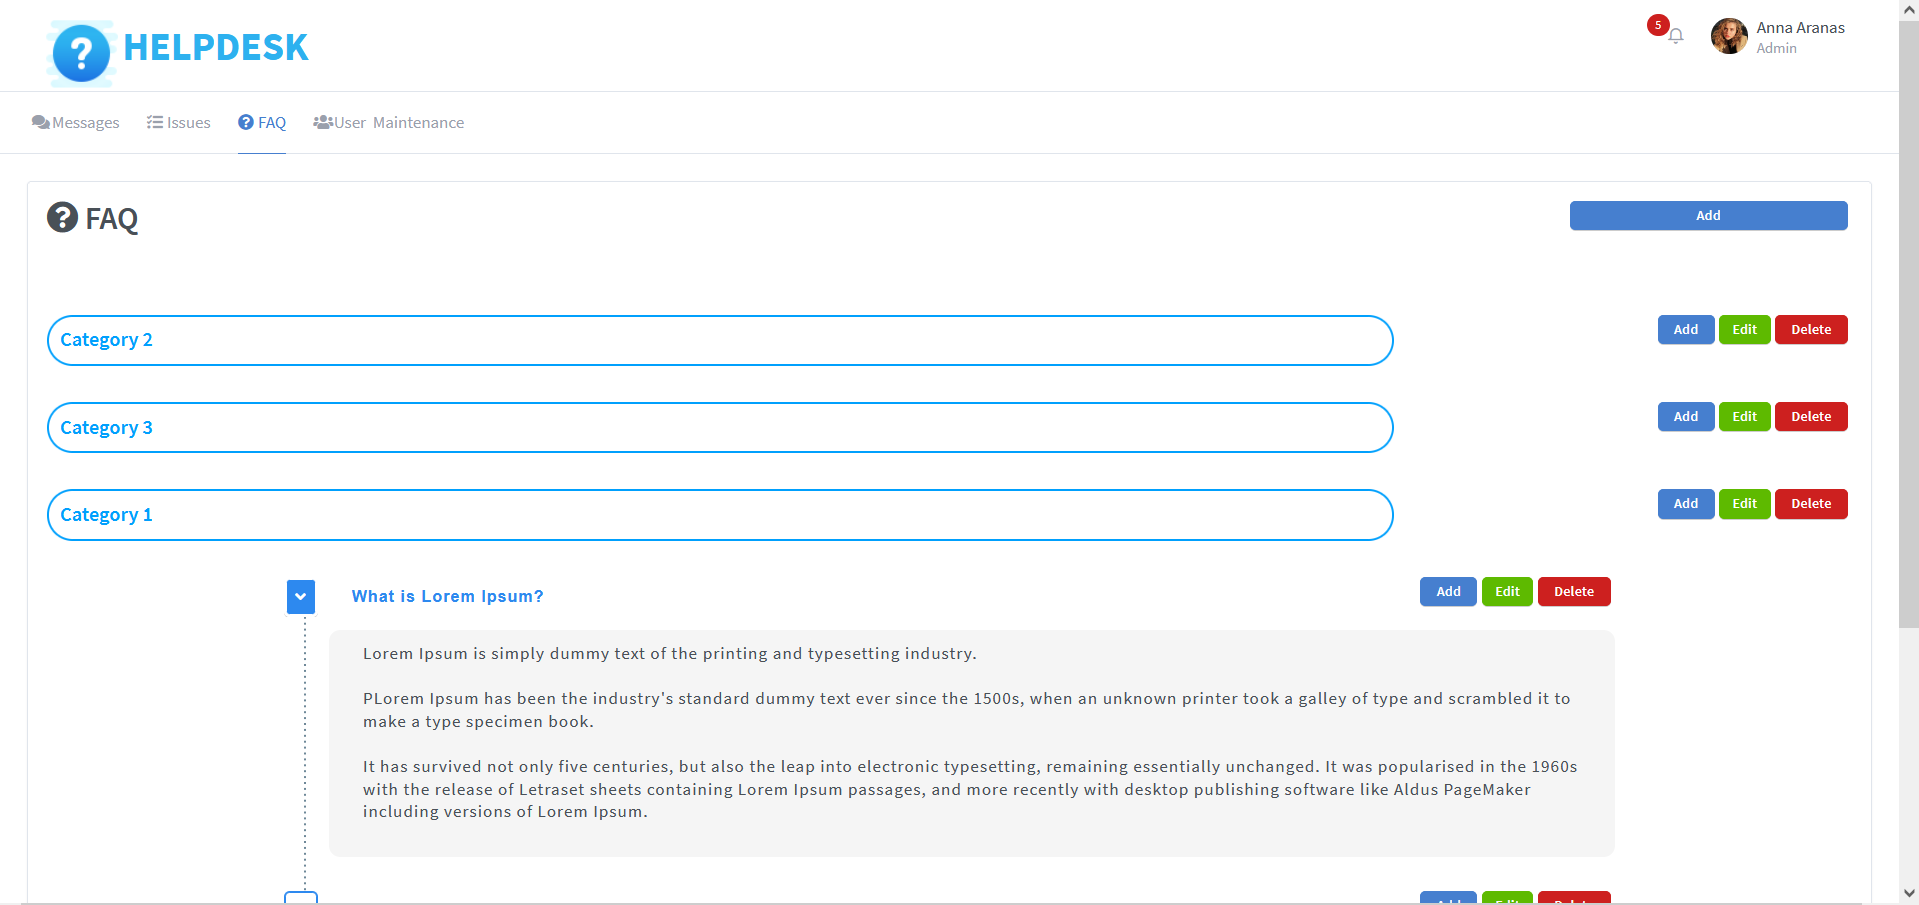 HELPDESK
5
Anna Aranas
Admin
Messages
Issues
FAQ
User Maintenance
FAQ
Add
Category 2
Add Edit Delete
Category 3
Add Edit Delete
Category 1
Add Edit Delete
What is Lorem Ipsum?
Add Edit Delete
Lorem Ipsum is simply dummy text of the printing and typesetting industry.
PLorem Ipsum has been the industry's standard dummy text ever since the 1500s, when an unknown printer took a galley of type and scrambled it to
make a type specimen book.
It has survived not only five centuries, but also the leap into electronic typesetting, remaining essentially unchanged. It was popularised in the 1960s
with the release of Letraset sheets containing Lorem Ipsum passages, and more recently with desktop publishing software like Aldus PageMaker
including versions of Lorem Ipsum.
Add Edit Delete